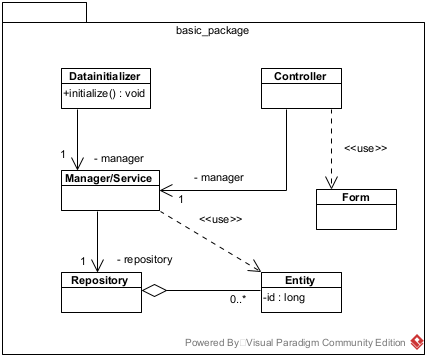 basic_package
Datainitializer
+initialize() : void
Controller
<<use>>
1
- manager
- manager
1
Manager/Service
Form
<<use>>
1
- repository
Repository
0..*
Entity
-id : long
Powered By Visual Paradigm Community Edition